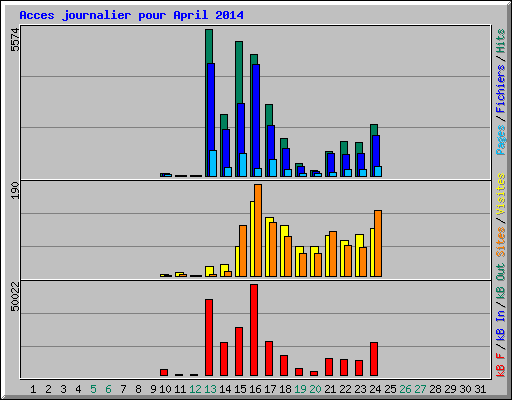 Acces journalier pour April 2014
5574
190
50022
Pages / Fichiers / Hits
Sites / Visites
kB F / kB In / kB Out
1 2 3 4 5 6 7 8 9 10 11 12 13 14 15 16 17 18 19 20 21 22 23 24 25 26 27 28 29 30 31